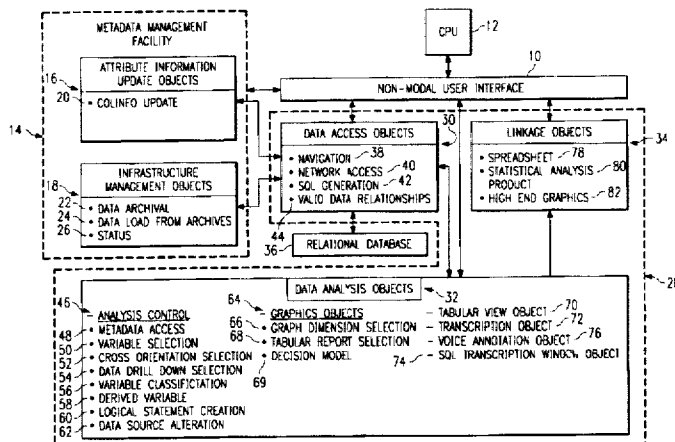 METADATA MANAGEMENT
FACILITY
14
ATTRIBUTE INFORMATION
UPDATE OBJECTS
16
20
• COLINFO UPDATE
INFRASTRUCTURE
MANAGEMENT OBJECTS
18
22
• DATA ARCHIVAL
24
• DATA LOAD FROM ARCHIVES
26
• STATUS
CPU
12
10
NON-MODAL USER INTERFACE
30
DATA ACCESS OBJECTS
• NAVIGATION 38
• NETWORK ACCESS 40
• SQL GENERATION 42
• VALID DATA RELATIONSHIPS
44
36
RELATIONAL DATABASE
LINKAGE OBJECTS
34
• SPREADSHEET 78
• STATISTICAL ANALYSIS 80
PRODUCT
• HIGH END GRAPHICS 82
28
DATA ANALYSIS OBJECTS
32
46
– ANALYSIS CONTROL
48 • METADATA ACCESS
50 • VARIABLE SELECTION
52 • CROSS ORIENTATION SELECTION
54 • DATA DRILL DOWN SELECTION
56 • VARIABLE CLASSIFICTATION
58 • DERIVED VARIABLE
60 • LOGICAL STATEMENT CREATION
62 • DATA SOURCE ALTERATION
64
– GRAPHICS OBJECTS
66 • GRAPH DIMENSION SELECTION
68 • TABULAR REPORT SELECTION
• DECISION MODEL
69
– TABULAR VIEW OBJECT 70
– TRANSCRIPTION OBJECT 72
– VOICE ANNOTATION OBJECT 76
74 – SQL TRANSCRIPTION WINDOW OBJECT